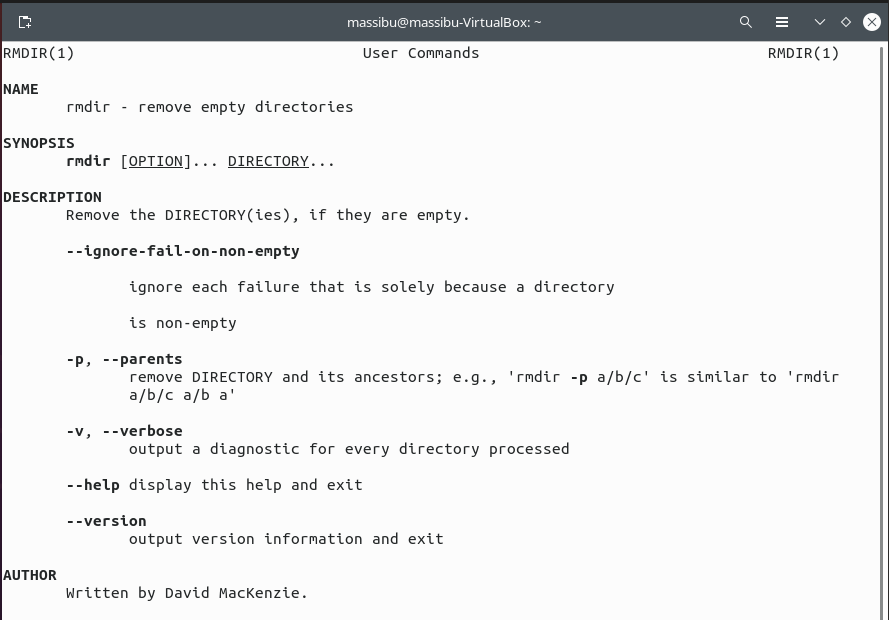 massibu@massibu-VirtualBox: ~
RMDIR(1) User Commands RMDIR(1)
NAME
rmdir - remove empty directories
SYNOPSIS
rmdir [OPTION]... DIRECTORY...
DESCRIPTION
Remove the DIRECTORY(ies), if they are empty.
--ignore-fail-on-non-empty
ignore each failure that is solely because a directory
is non-empty
-p, --parents
remove DIRECTORY and its ancestors; e.g., 'rmdir -p a/b/c' is similar to 'rmdir
a/b/c a/b a'
-v, --verbose
output a diagnostic for every directory processed
--help display this help and exit
--version
output version information and exit
AUTHOR
Written by David MacKenzie.